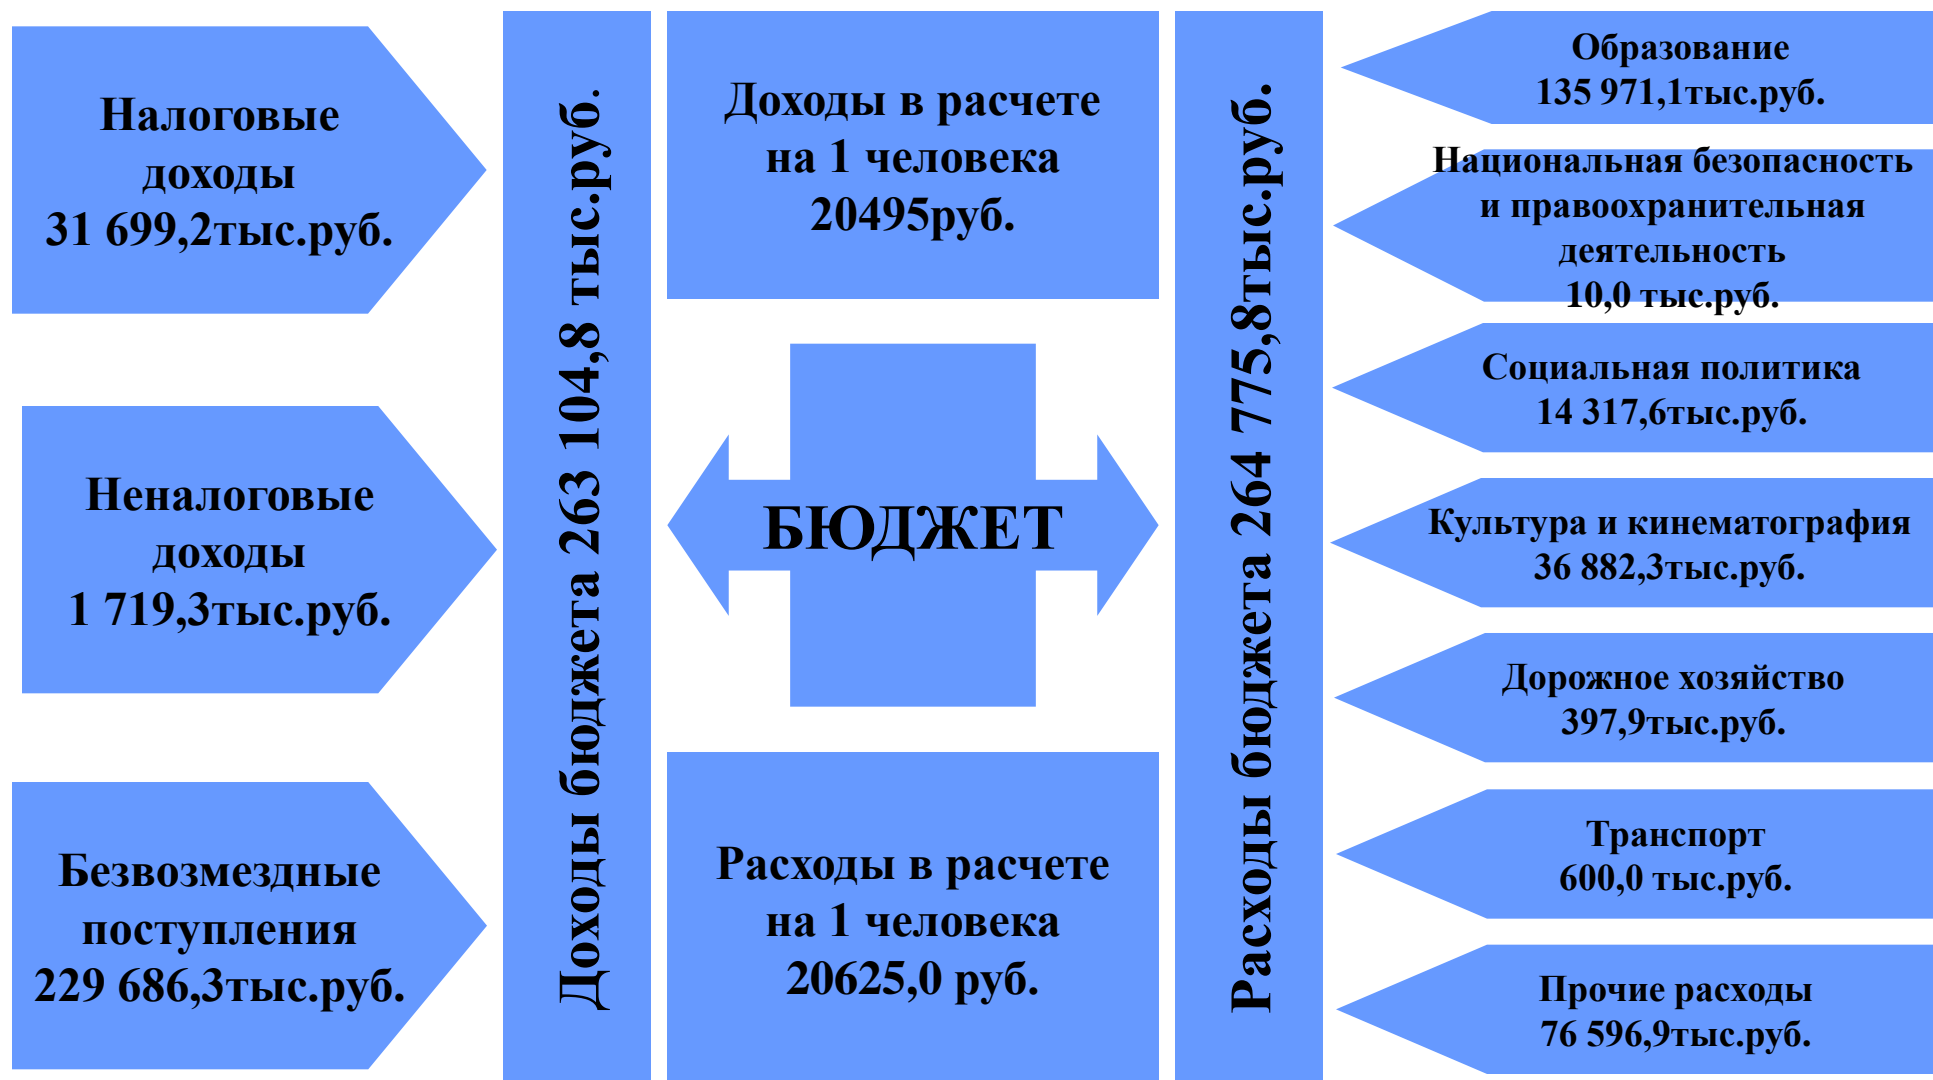 Налоговые
доходы
31 699,2тыс.руб.
Неналоговые
доходы
1 719,3тыс.руб.
Безвозмездные
поступления
229 686,3тыс.руб.
Доходы бюджета 263 104,8 тыс.руб.
Доходы в расчете
на 1 человека
20495руб.
БЮДЖЕТ
Расходы в расчете
на 1 человека
20625,0 руб.
Расходы бюджета 264 775,8тыс.руб.
Образование
135 971,1тыс.руб.
Национальная безопасность
и правоохранительная
деятельность
10,0 тыс.руб.
Социальная политика
14 317,6тыс.руб.
Культура и кинематография
36 882,3тыс.руб.
Дорожное хозяйство
397,9тыс.руб.
Транспорт
600,0 тыс.руб.
Прочие расходы
76 596,9тыс.руб.